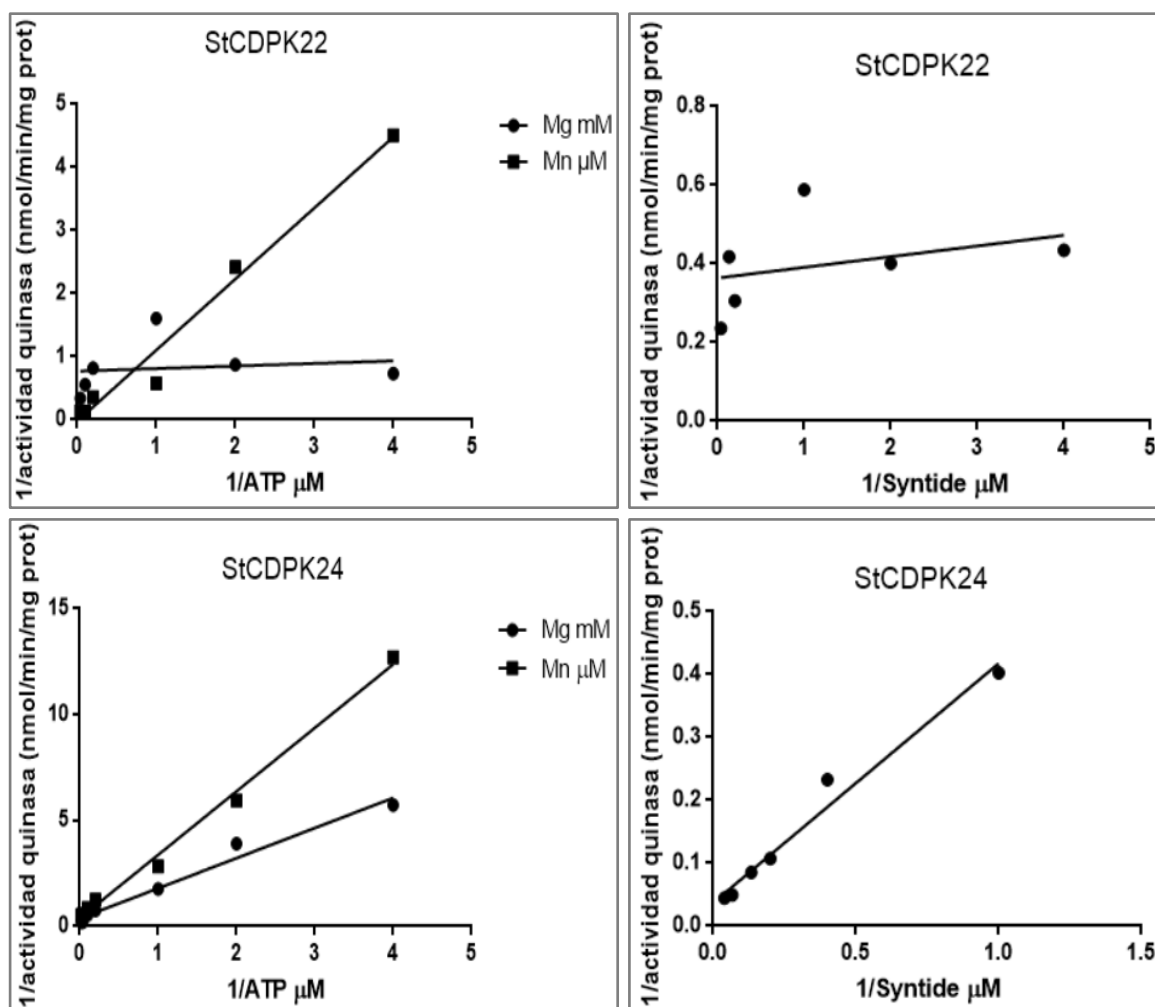 StCDPK22
1/actividad quinasa (nmol/min/mg prot)
5
4
3
2
1
0
0 1 2 3 4 5
1/ATP μM
Mg mM
Mn μM
StCDPK22
1/actividad quinasa (nmol/min/mg prot)
0.8
0.6
0.4
0.2
0.0
0 1 2 3 4 5
1/Syntide μM
StCDPK24
1/actividad quinasa (nmol/min/mg prot)
15
10
5
0
0 1 2 3 4 5
1/ATP μM
Mg mM
Mn μM
StCDPK24
1/actividad quinasa (nmol/min/mg prot)
0.5
0.4
0.3
0.2
0.1
0.0
0.0 0.5 1.0 1.5
1/Syntide μM